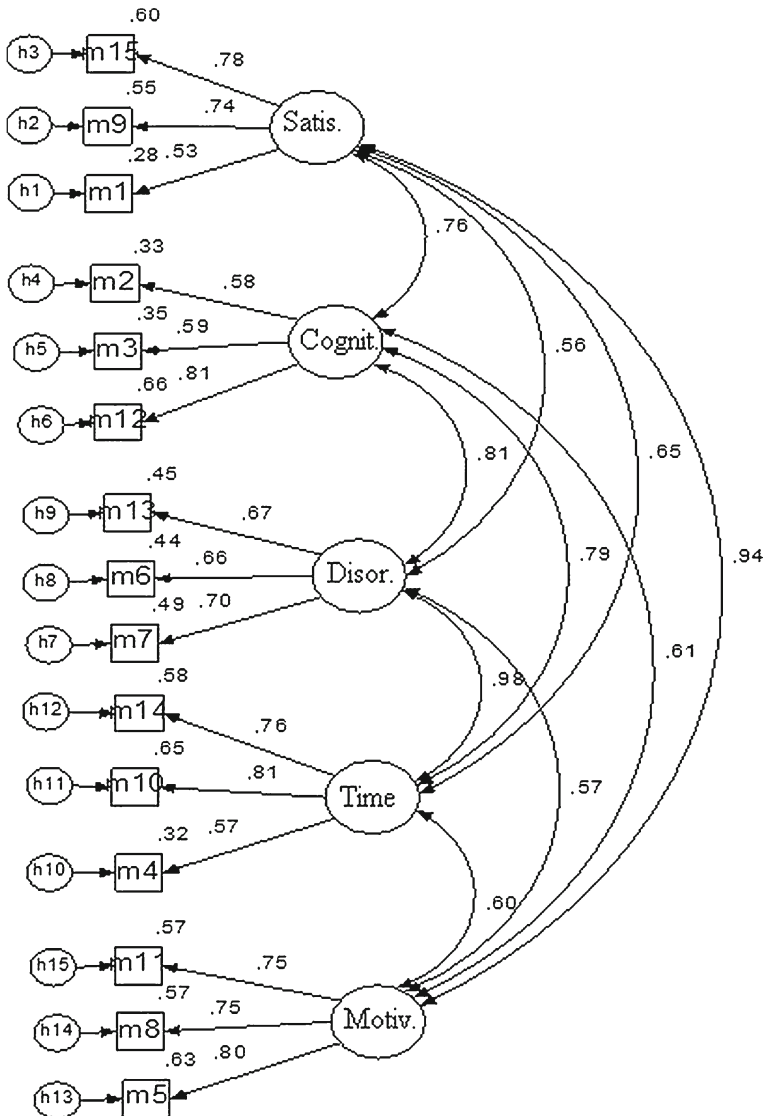 .60
h3 m15 .78
.55
h2 m9 .74 Satis.
.28 .53
h1 m1
.76
.33
h4 m2 .58
.35 .59
h5 m3 Cognit. .56
.66 .81
h6 m12
.81 .65
.45
h9 m13 .67
.44
.66 .79 .94
h8 m6 Disor.
.49 .70
h7 m7 .61
.58 .98
h12 m14 .76
.65
h11 m10 .81 Time .57
.32 .57
h10 m4
.60
.57
h15 m11 .75
.57
.75
h14 m8 Motiv.
.63 .80
h13 m5